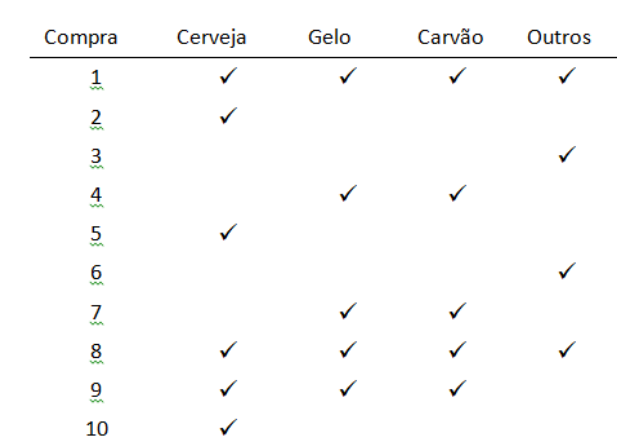 Compra Cerveja Gelo Carvão Outros
1 ✓ ✓ ✓ ✓
2 ✓
3 ✓
4 ✓ ✓
5 ✓
6 ✓
7 ✓ ✓
8 ✓ ✓ ✓ ✓
9 ✓ ✓ ✓
10 ✓